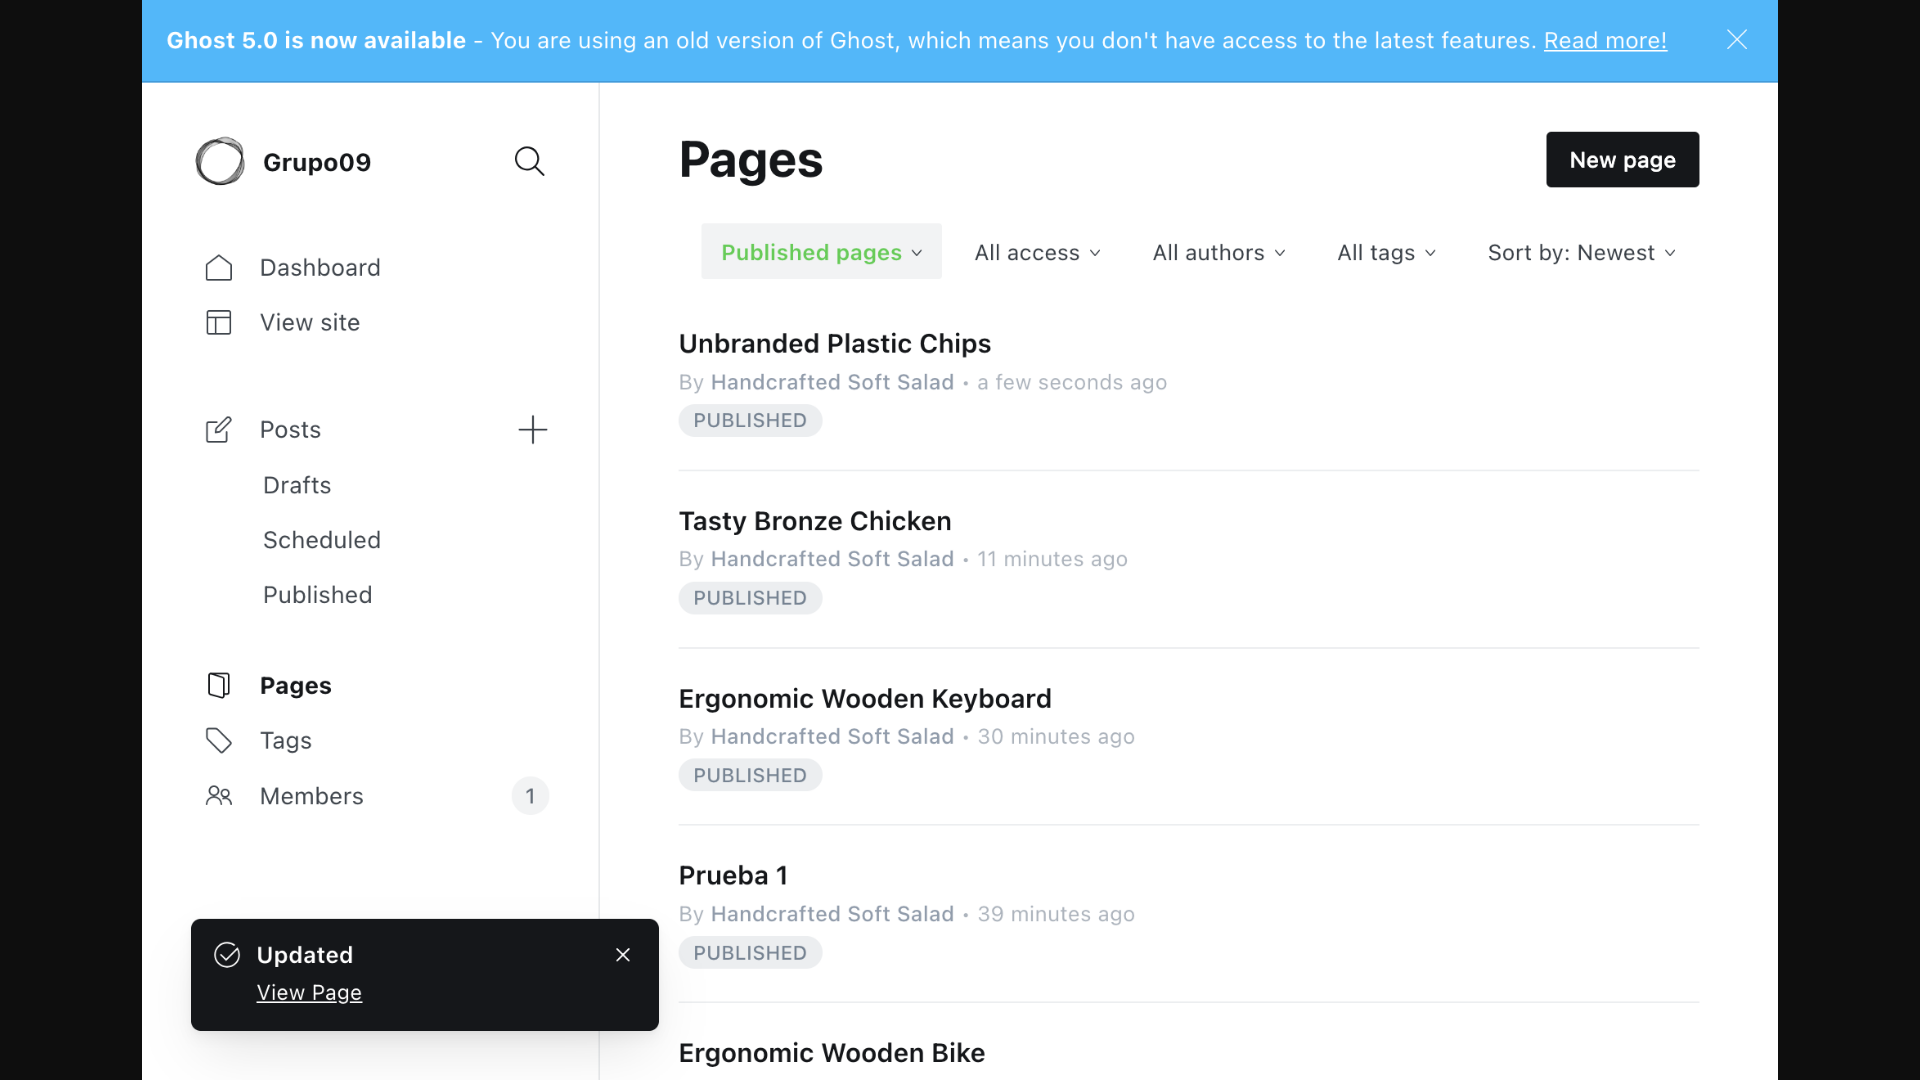 Ghost 5.0 is now available - You are using an old version of Ghost, which means you don't have access to the latest features. Read more!
Grupo09
Dashboard
View site
Posts
Drafts
Scheduled
Published
Pages
Tags
Members 1
Updated
View Page
Pages
New page
Published pages All access All authors All tags Sort by: Newest
Unbranded Plastic Chips
By Handcrafted Soft Salad • a few seconds ago
PUBLISHED
Tasty Bronze Chicken
By Handcrafted Soft Salad • 11 minutes ago
PUBLISHED
Ergonomic Wooden Keyboard
By Handcrafted Soft Salad • 30 minutes ago
PUBLISHED
Prueba 1
By Handcrafted Soft Salad • 39 minutes ago
PUBLISHED
Ergonomic Wooden Bike